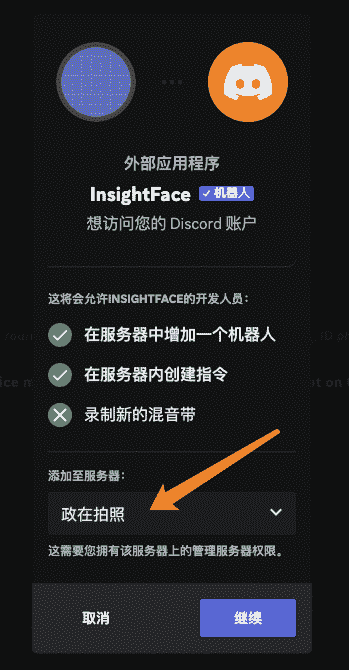 外部应用程序
InsightFace 机器人
想访问您的 Discord 账户
这将会允许INSIGHTFACE的开发人员：
在服务器中增加一个机器人
在服务器内创建指令
录制新的混音带
添加至服务器：
政在拍照
这需要您拥有该服务器上的管理服务器权限。
取消
继续